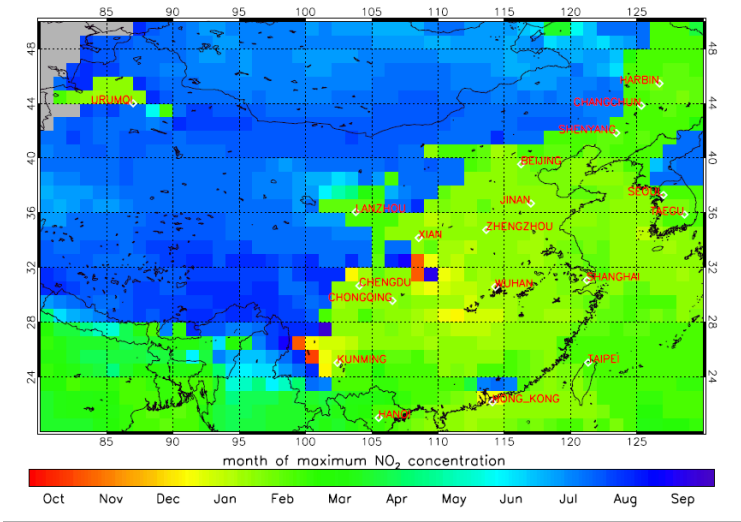 85 90 95 100 105 110 115 120 125
48 48
HARBIN
URUMQI
44 CHANGCHUN 44
SHENYANG
40 BEIJING 40
SEOUL
JINAN
36 LANZHOU TAEGU 36
ZHENGZHOU
XIAN
32 SHANGHAI 32
CHENGDU WUHAN
CHONGQING
28 28
KUNMING TAIPEI
24 24
HONG_KONG
HANOI
85 90 95 100 105 110 115 120 125
month of maximum NO₂ concentration
Oct Nov Dec Jan Feb Mar Apr May Jun Jul Aug Sep